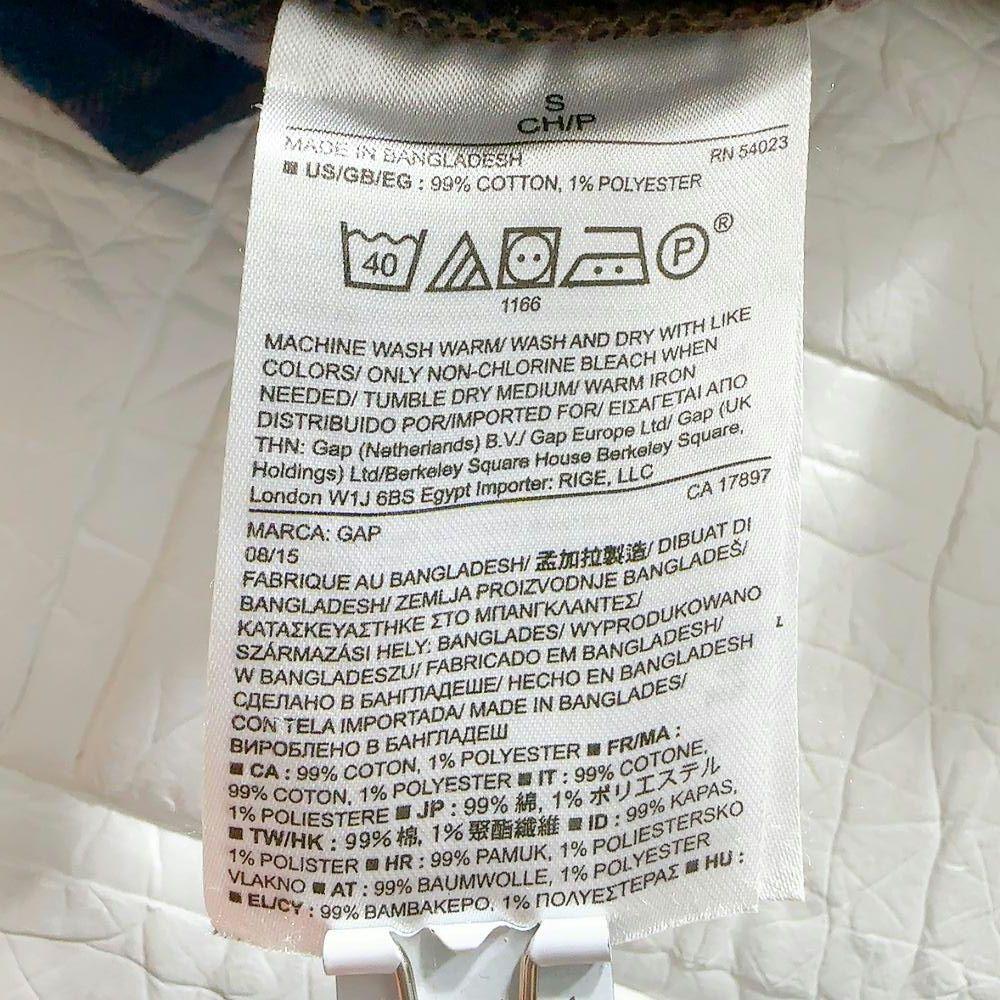 S
CH/P
MADE IN BANGLADESH RN 54023
■ US/GB/EG : 99% COTTON, 1% POLYESTER
40 P ®
1166
MACHINE WASH WARM/ WASH AND DRY WITH LIKE
COLORS/ ONLY NON-CHLORINE BLEACH WHEN
NEEDED/ TUMBLE DRY MEDIUM/ WARM IRON
DISTRIBUIDO POR/IMPORTED FOR/ ΕΙΣΑΓΕΤΑΙ ΑΠΟ
ΤΗΝ: Gap (Netherlands) B.V./ Gap Europe Ltd/ Gap (UK
Holdings) Ltd/Berkeley Square House Berkeley Square,
London W1J 6BS Egypt Importer: RIGE, LLC
CA 17897
MARCA: GAP
08/15
FABRIQUE AU BANGLADESH/ 孟加拉製造/ DIBUAT DI
BANGLADESH/ ZEMLJA PROIZVODNJE BANGLADEŠ/
ΚΑΤΑΣΚΕΥΑΣΤΗΚΕ ΣΤΟ ΜΠΑΝΓΚΛΑΝΤΕΣ/
SZÁRMAZÁSI HELY: BANGLADES/ WYPRODUKOWANO
W BANGLADESZU/ FABRICADO EM BANGLADESH/
СДЕЛАНО В БАНГЛАДЕШЕ/ HECHO EN BANGLADESH
CON TELA IMPORTADA/ MADE IN BANGLADES/
ВИРОБЛЕНО В БАНГЛАДЕШ
■ CA : 99% COTON, 1% POLYESTER ■ FR/MA :
99% COTON, 1% POLYESTER ■ IT : 99% COTONE,
1% POLIESTERE ■ JP : 99% 綿, 1% ポリエステル
■ TW/HK : 99% 棉, 1% 聚酯纖維 ■ ID : 99% KAPAS,
1% POLISTER ■ HR : 99% PAMUK, 1% POLIESTERSKO
VLAKNO ■ AT : 99% BAUMWOLLE, 1% POLYESTER
■ EL/CY : 99% ΒΑΜΒΑΚΕΡΟ, 1% ΠΟΛΥΕΣΤΕΡΑΣ ■ HU :